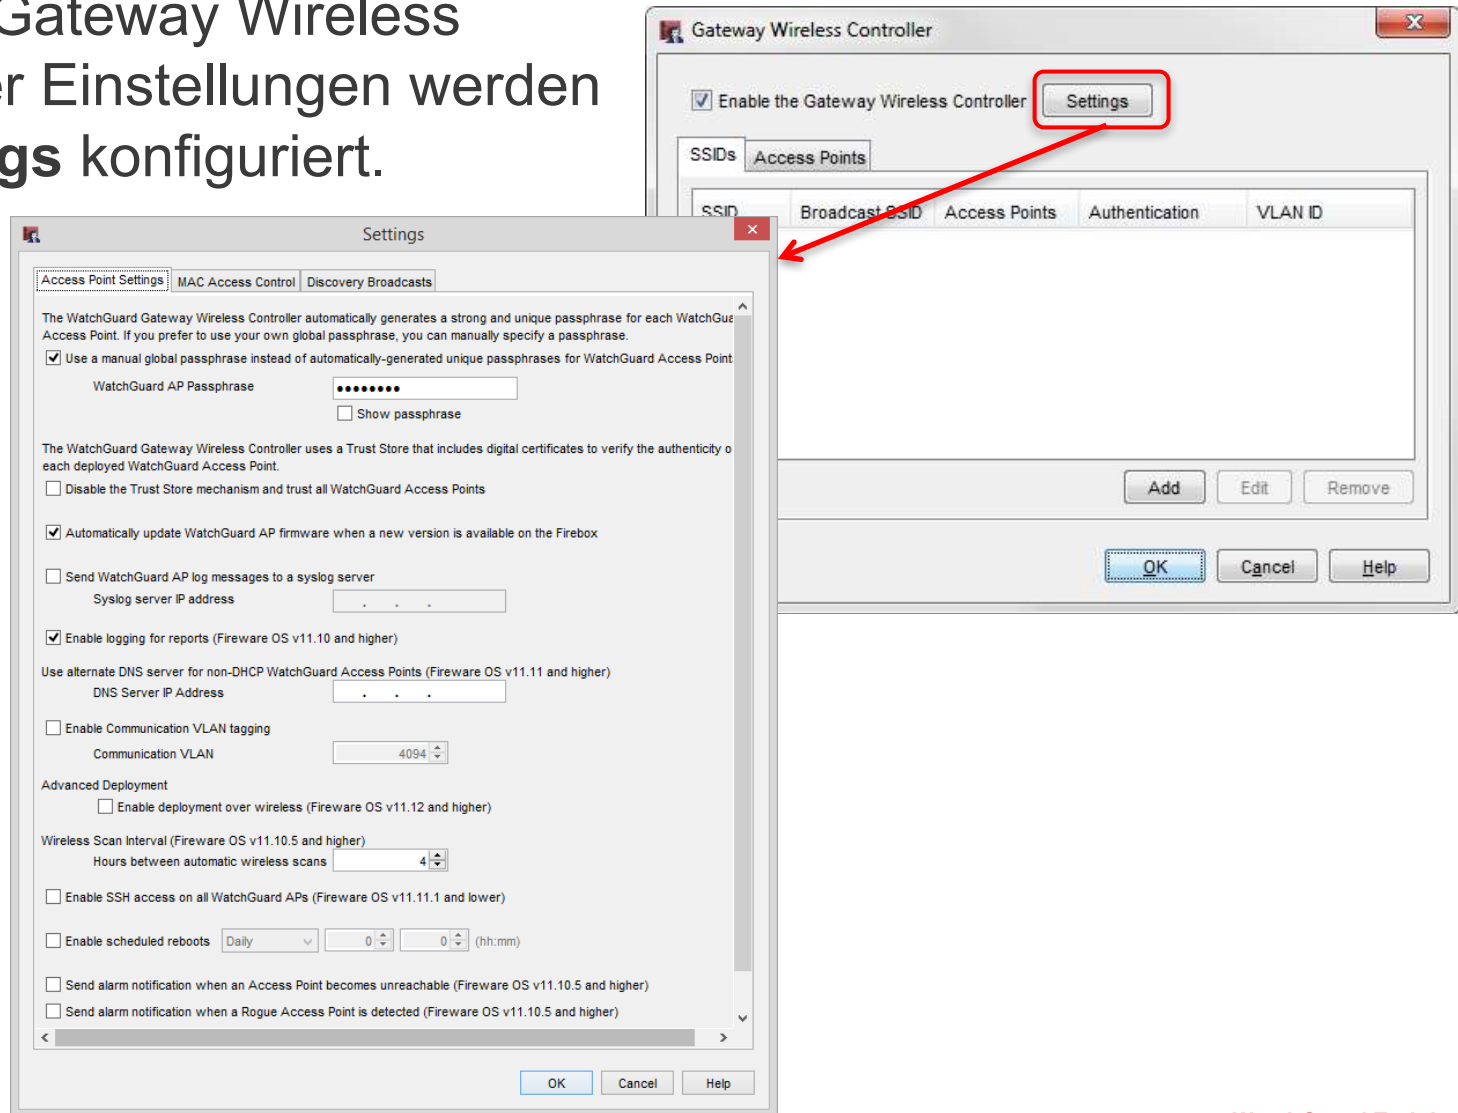 Gateway Wireless
er Einstellungen werden
gs konfiguriert.
Gateway Wireless Controller
Enable the Gateway Wireless Controller
Settings
SSIDs
Access Points
SSID
Broadcast SSID
Access Points
Authentication
VLAN ID
Add
Edit
Remove
OK
Cancel
Help
Settings
Access Point Settings
MAC Access Control
Discovery Broadcasts
The WatchGuard Gateway Wireless Controller automatically generates a strong and unique passphrase for each WatchGua
Access Point. If you prefer to use your own global passphrase, you can manually specify a passphrase.
Use a manual global passphrase instead of automatically-generated unique passphrases for WatchGuard Access Point
WatchGuard AP Passphrase
Show passphrase
The WatchGuard Gateway Wireless Controller uses a Trust Store that includes digital certificates to verify the authenticity o
each deployed WatchGuard Access Point.
Disable the Trust Store mechanism and trust all WatchGuard Access Points
Automatically update WatchGuard AP firmware when a new version is available on the Firebox
Send WatchGuard AP log messages to a syslog server
Syslog server IP address
. . .
Enable logging for reports (Fireware OS v11.10 and higher)
Use alternate DNS server for non-DHCP WatchGuard Access Points (Fireware OS v11.11 and higher)
DNS Server IP Address
. . .
Enable Communication VLAN tagging
Communication VLAN
4094
Advanced Deployment
Enable deployment over wireless (Fireware OS v11.12 and higher)
Wireless Scan Interval (Fireware OS v11.10.5 and higher)
Hours between automatic wireless scans
4
Enable SSH access on all WatchGuard APs (Fireware OS v11.11.1 and lower)
Enable scheduled reboots
Daily
0
0
(hh:mm)
Send alarm notification when an Access Point becomes unreachable (Fireware OS v11.10.5 and higher)
Send alarm notification when a Rogue Access Point is detected (Fireware OS v11.10.5 and higher)
OK
Cancel
Help